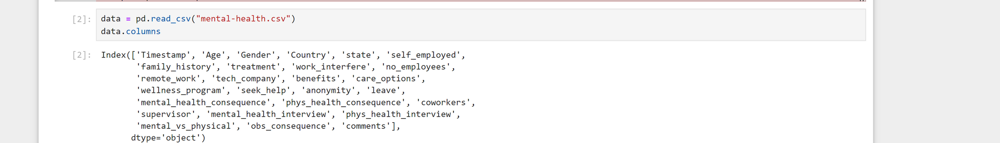 [2]: data = pd.read_csv("mental-health.csv")
data.columns
[2]: Index(['Timestamp', 'Age', 'Gender', 'Country', 'state', 'self_employed',
'family_history', 'treatment', 'work_interfere', 'no_employees',
'remote_work', 'tech_company', 'benefits', 'care_options',
'wellness_program', 'seek_help', 'anonymity', 'leave',
'mental_health_consequence', 'phys_health_consequence', 'coworkers',
'supervisor', 'mental_health_interview', 'phys_health_interview',
'mental_vs_physical', 'obs_consequence', 'comments'],
dtype='object')